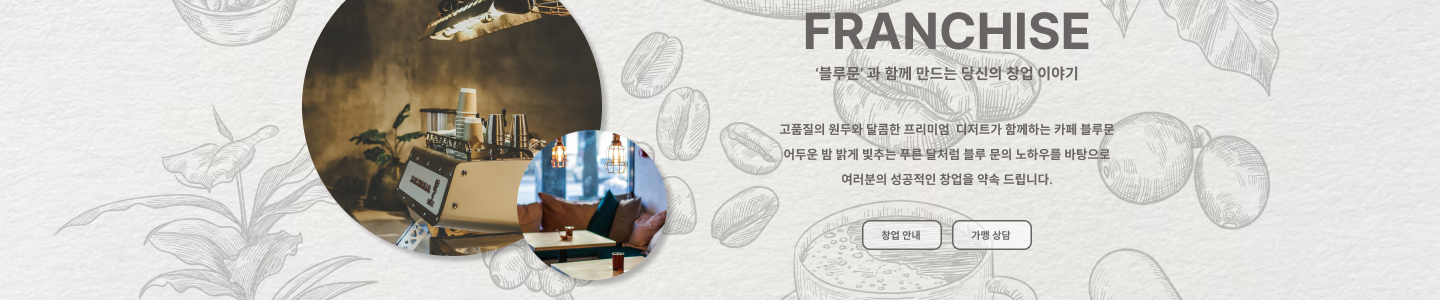 FRANCHISE
'블루문' 과 함께 만드는 당신의 창업 이야기
고품질의 원두와 달콤한 프리미엄 디저트가 함께하는 카페 블루문
어두운 밤 밝게 빛추는 푸른 달처럼 블루 문의 노하우를 바탕으로
여러분의 성공적인 창업을 약속 드립니다.
창업 안내
가맹 상담